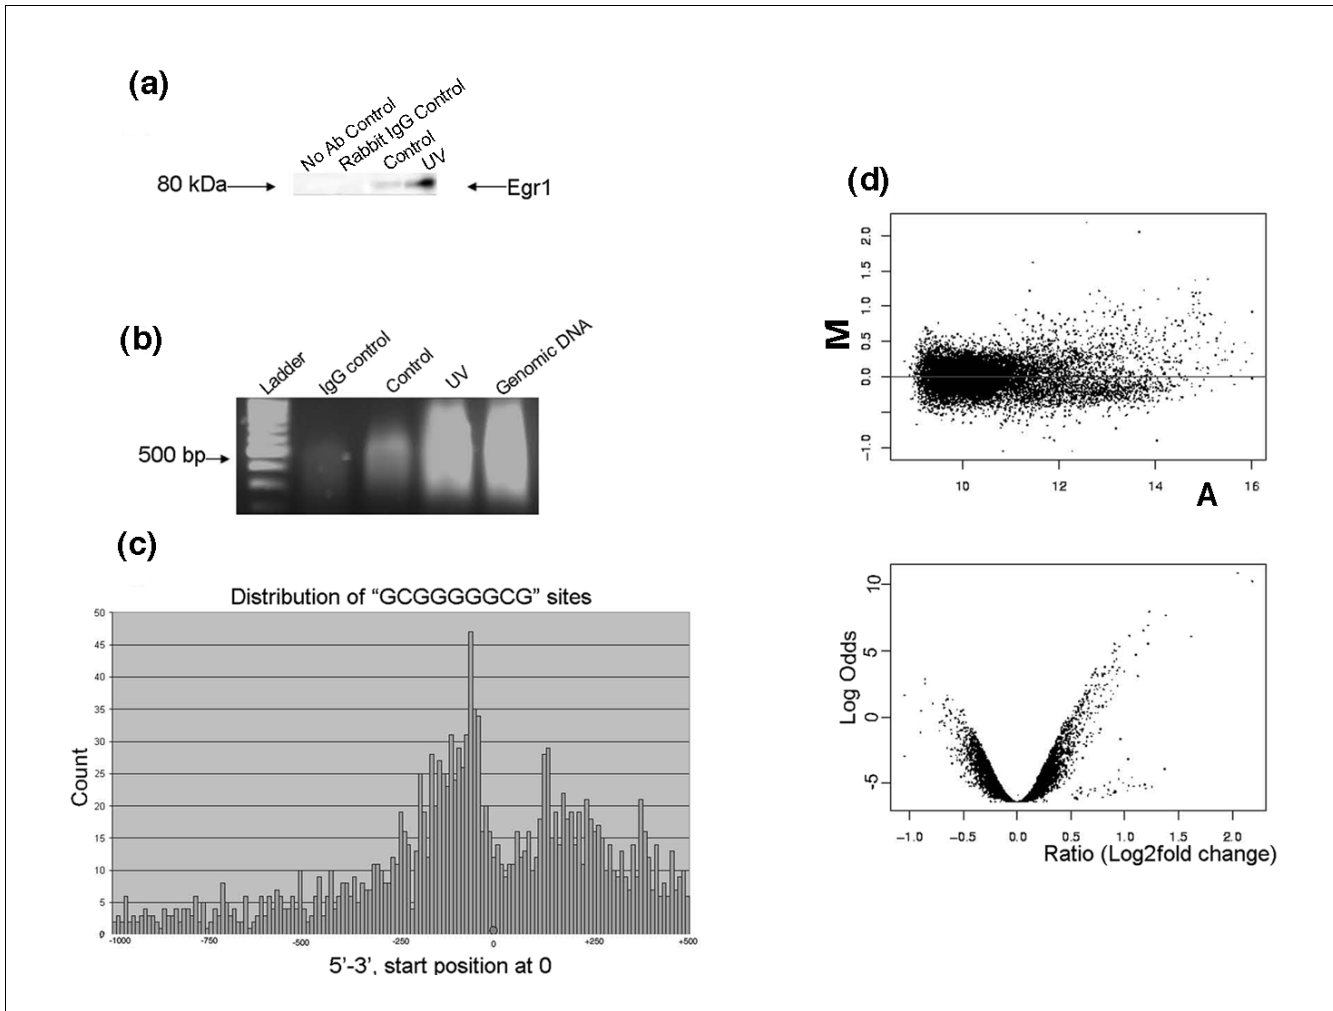 (a)
No Ab Control
Rabbit IgG Control
Control
UV
80 kDa
Egr1
(b)
Ladder
IgG control
Control
UV
Genomic DNA
500 bp
(c)
Distribution of “GCGGGGGCG” sites
Count
50
45
40
35
30
25
20
15
10
5
0
-1000
-750
-500
-250
0
+250
+500
5’-3’, start position at 0
(d)
M
2.0
1.5
1.0
0.5
0.0
-1.0
10
12
14
16
A
Log Odds
10
5
0
-5
-1.0
-0.5
0.0
0.5
1.0
1.5
2.0
Ratio (Log2fold change)